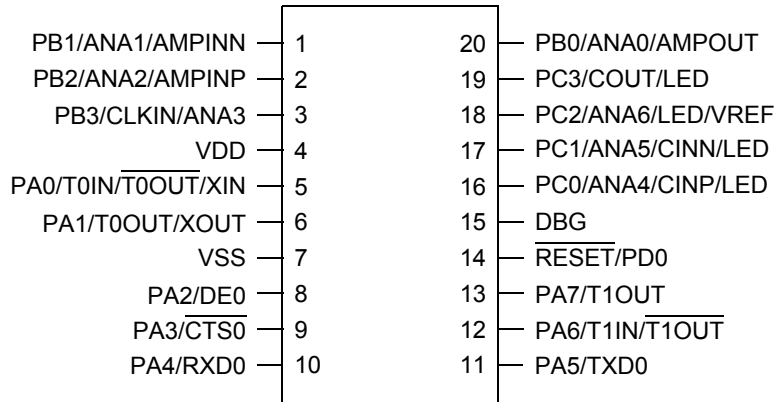 PB1/ANA1/AMPINN 1 20 PB0/ANA0/AMPOUT
PB2/ANA2/AMPINP 2 19 PC3/COUT/LED
PB3/CLKIN/ANA3 3 18 PC2/ANA6/LED/VREF
VDD 4 17 PC1/ANA5/CINN/LED
PA0/T0IN/T0OUT/XIN 5 16 PC0/ANA4/CINP/LED
PA1/T0OUT/XOUT 6 15 DBG
VSS 7 14 RESET/PD0
PA2/DE0 8 13 PA7/T1OUT
PA3/CTS0 9 12 PA6/T1IN/T1OUT
PA4/RXD0 10 11 PA5/TXD0